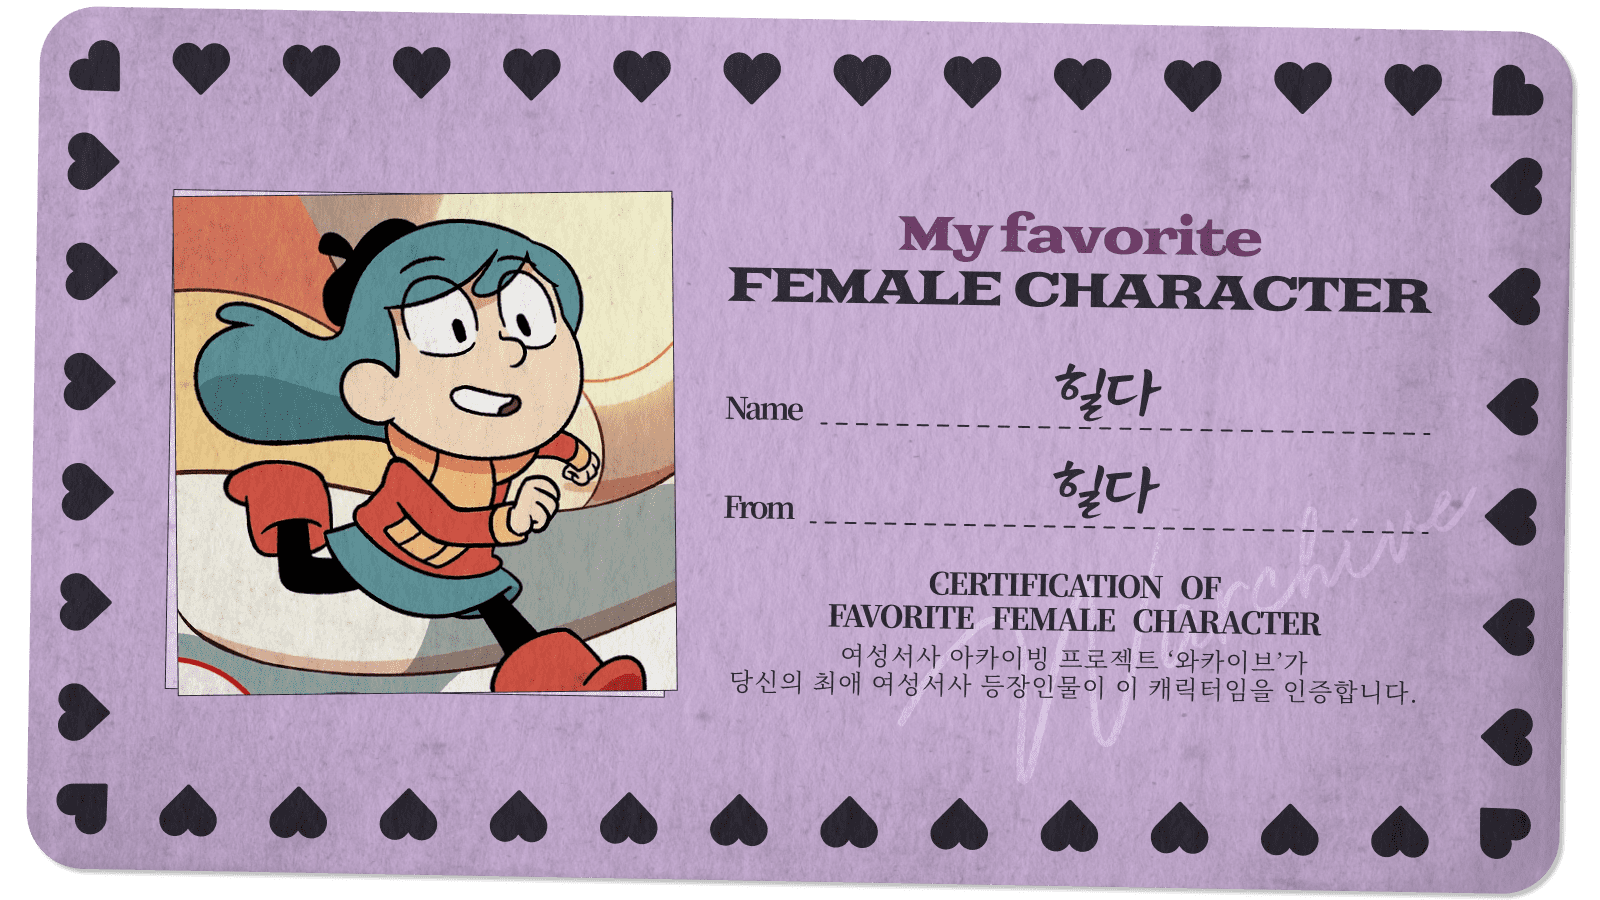 My favorite
FEMALE CHARACTER
Name 힐다
From 힐다
CERTIFICATION OF
FAVORITE FEMALE CHARACTER
여성서사 아카이빙 프로젝트 ‘와카이브’가
당신의 최애 여성서사 등장인물이 이 캐릭터임을 인증합니다.
Warchive